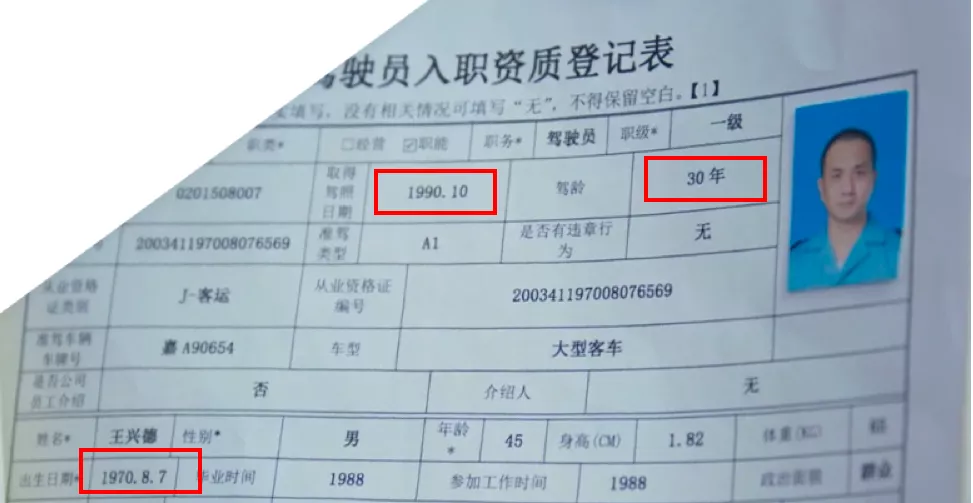 驾驶员入职资质登记表
填写，没有相关情况可填写“无”，不得保留空白。【1】
职类* □经营 ☑职能 职务* 驾驶员 职级* 一级
0201508007 取得驾照日期 1990.10 驾龄 30年
200341197008076569 准驾类型 A1 是否有违章行为 无
从业资格证类别 J-客运 从业资格证编号 200341197008076569
准驾车辆车牌号 嘉A90654 车型 大型客车
是否公司员工介绍 否 介绍人 无
姓名* 王兴德 性别* 男 年龄* 45 身高(CM) 1.82 体重(KG)
出生日期* 1970.8.7 毕业时间 1988 参加工作时间 1988 政治面貌 群众